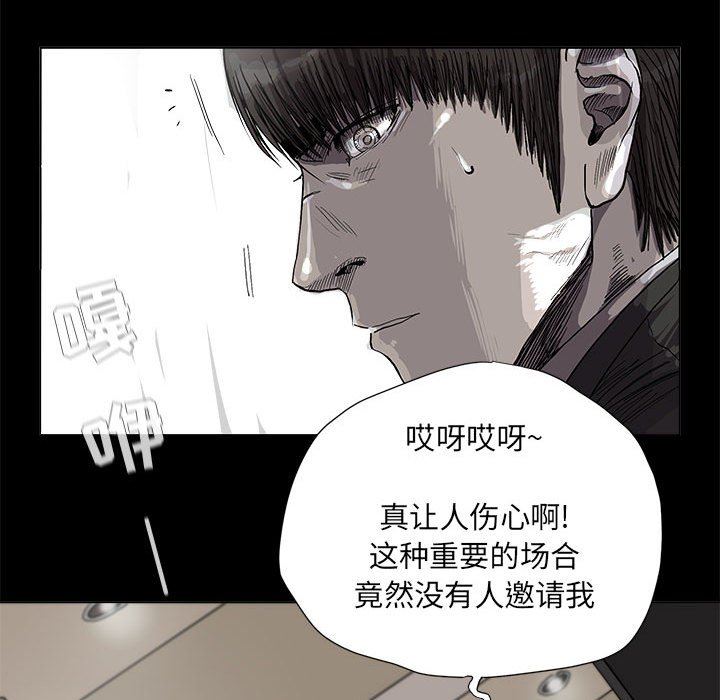 嘎
吚
哎呀哎呀~
真让人伤心啊!
这种重要的场合
竟然没有人邀请我